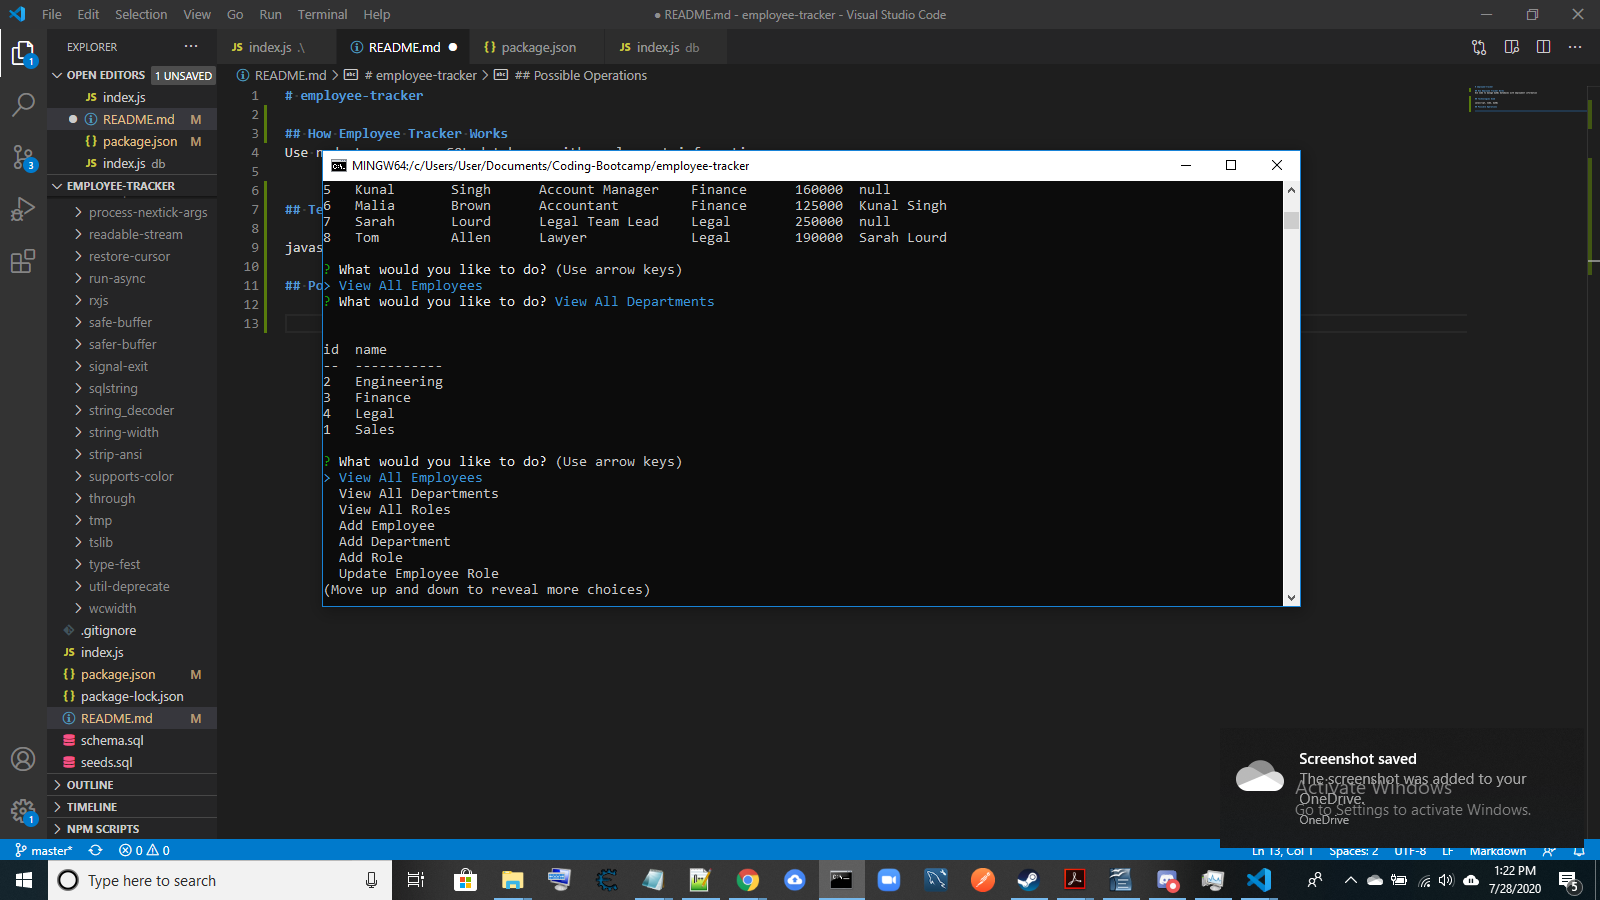 File Edit Selection View Go Run Terminal Help
● README.md - employee-tracker - Visual Studio Code
EXPLORER ···
JS index.js .\
README.md ●
{} package.json
JS index.js db
OPEN EDITORS 1 UNSAVED
README.md > # employee-tracker > ## Possible Operations
JS index.js
● README.md M
{} package.json M
JS index.js db
EMPLOYEE-TRACKER
process-nextick-args
readable-stream
restore-cursor
run-async
rxjs
safe-buffer
safer-buffer
signal-exit
sqlstring
string_decoder
string-width
strip-ansi
supports-color
through
tmp
tslib
type-fest
util-deprecate
wcwidth
.gitignore
JS index.js
{} package.json M
{} package-lock.json
README.md M
schema.sql
seeds.sql
OUTLINE
TIMELINE
NPM SCRIPTS
1
3
1
1 # employee-tracker
2
3 ## How Employee Tracker Works
4 Use
5
6
7 ## Te
8
9 javas
10
11 ## Po
12
13
MINGW64:/c/Users/User/Documents/Coding-Bootcamp/employee-tracker
5 Kunal Singh Account Manager Finance 160000 null
6 Malia Brown Accountant Finance 125000 Kunal Singh
7 Sarah Lourd Legal Team Lead Legal 250000 null
8 Tom Allen Lawyer Legal 190000 Sarah Lourd
? What would you like to do? (Use arrow keys)
> View All Employees
? What would you like to do? View All Departments
id name
-- -----------
2 Engineering
3 Finance
4 Legal
1 Sales
? What would you like to do? (Use arrow keys)
> View All Employees
View All Departments
View All Roles
Add Employee
Add Department
Add Role
Update Employee Role
(Move up and down to reveal more choices)
Screenshot saved
The screenshot was added to your
OneDrive.
OneDrive
Activate Windows
Go to Settings to activate Windows.
master* 0 0
Ln 13, Col 1 Spaces: 2 UTF-8 LF Markdown
Type here to search
1:22 PM
7/28/2020
5